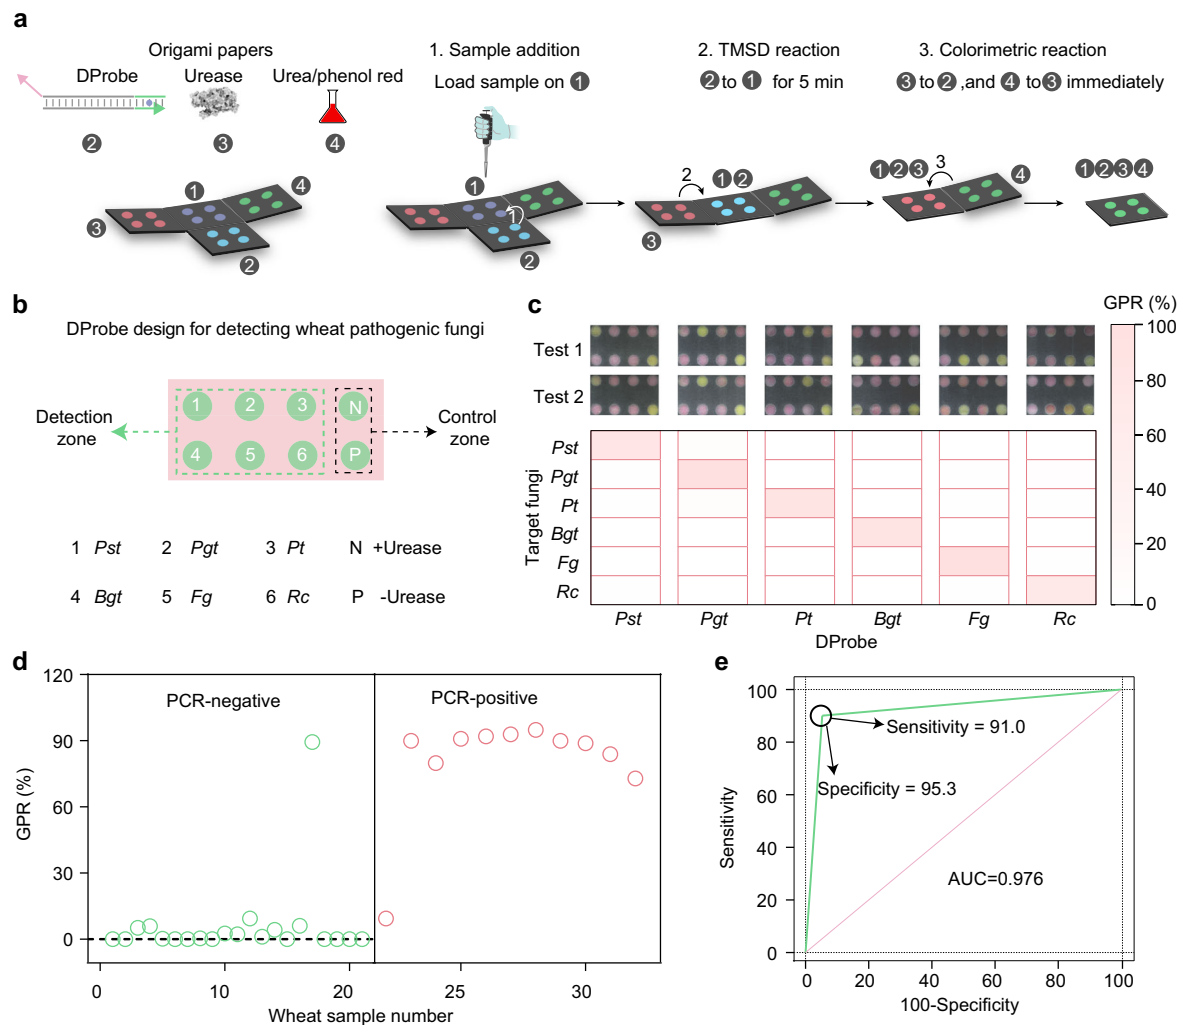 a
Origami papers
DProbe
Urease
Urea/phenol red
2
3
4
1
4
3
2
1. Sample addition
Load sample on 1
2. TMSD reaction
2 to 1 for 5 min
3. Colorimetric reaction
3 to 2 ,and 4 to 3 immediately
1
1
2
2
1 2
3
1 2 3
3
4
1 2 3 4
b
DProbe design for detecting wheat pathogenic fungi
Detection zone
1 2 3 N
4 5 6 P
Control zone
1 Pst 2 Pgt 3 Pt N +Urease
4 Bgt 5 Fg 6 Rc P -Urease
c
GPR (%)
Test 1
Test 2
Target fungi
Pst
Pgt
Pt
Bgt
Fg
Rc
Pst Pgt Pt Bgt Fg Rc
DProbe
100
80
60
40
20
0
d
GPR (%)
120
90
60
30
0
PCR-negative
PCR-positive
0 10 20 25 30
Wheat sample number
e
Sensitivity
100
80
60
40
20
0
Sensitivity = 91.0
Specificity = 95.3
AUC=0.976
0 20 40 60 80 100
100-Specificity